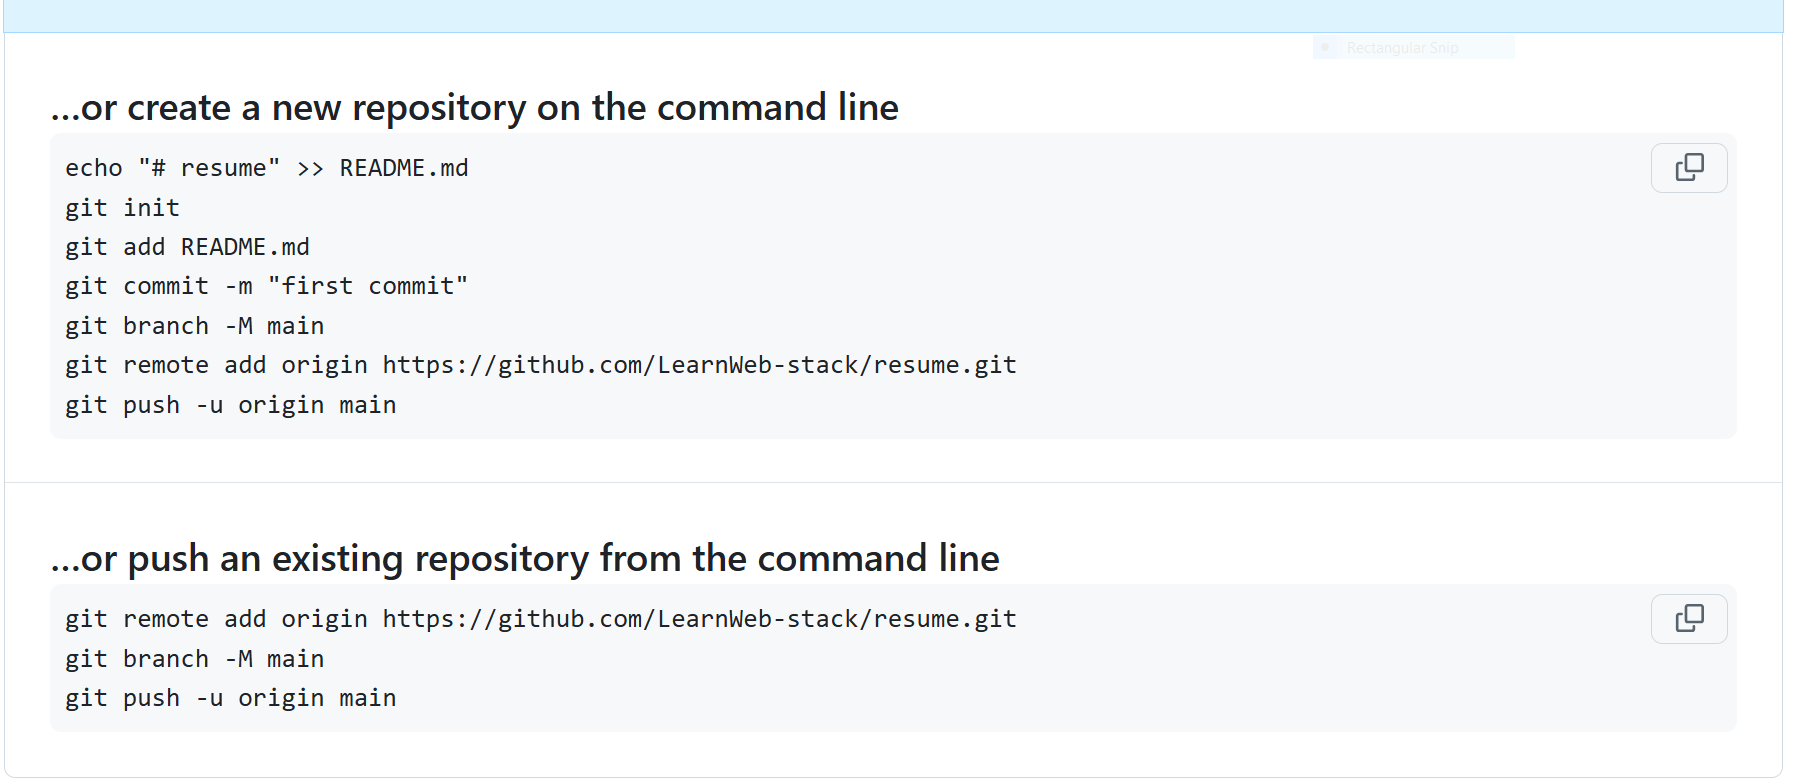 Rectangular Snip
...or create a new repository on the command line
echo "# resume" >> README.md
git init
git add README.md
git commit -m "first commit"
git branch -M main
git remote add origin https://github.com/LearnWeb-stack/resume.git
git push -u origin main
...or push an existing repository from the command line
git remote add origin https://github.com/LearnWeb-stack/resume.git
git branch -M main
git push -u origin main